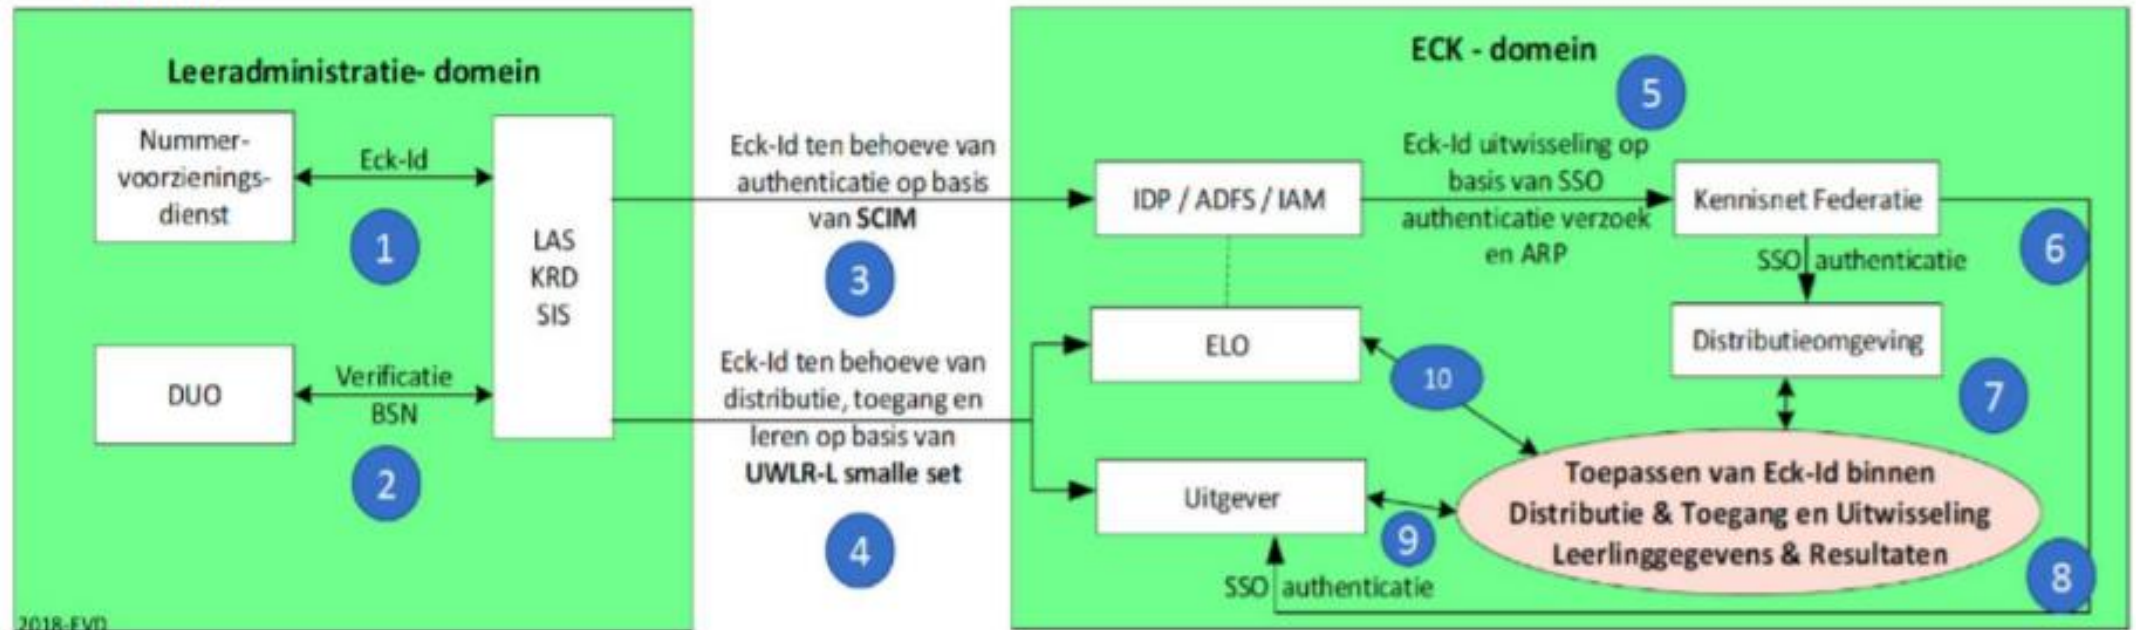 Leeradministratie- domein
Nummer-
voorzienings-
dienst
Eck-Id
1
DUO
Verificatie
BSN
2
LAS
KRD
SIS
2018-EVD
Eck-Id ten behoeve van
authenticatie op basis
van SCIM
3
Eck-Id ten behoeve van
distributie, toegang en
leren op basis van
UWLR-L smalle set
4
ECK - domein
5
IDP / ADFS / IAM
Eck-Id uitwisseling op
basis van SSO
authenticatie verzoek
en ARP
Kennisnet Federatie
6
SSO authenticatie
ELO
10
Distributieomgeving
7
Uitgever
9
Toepassen van Eck-Id binnen
Distributie & Toegang en Uitwisseling
Leerlinggegevens & Resultaten
8
SSO authenticatie